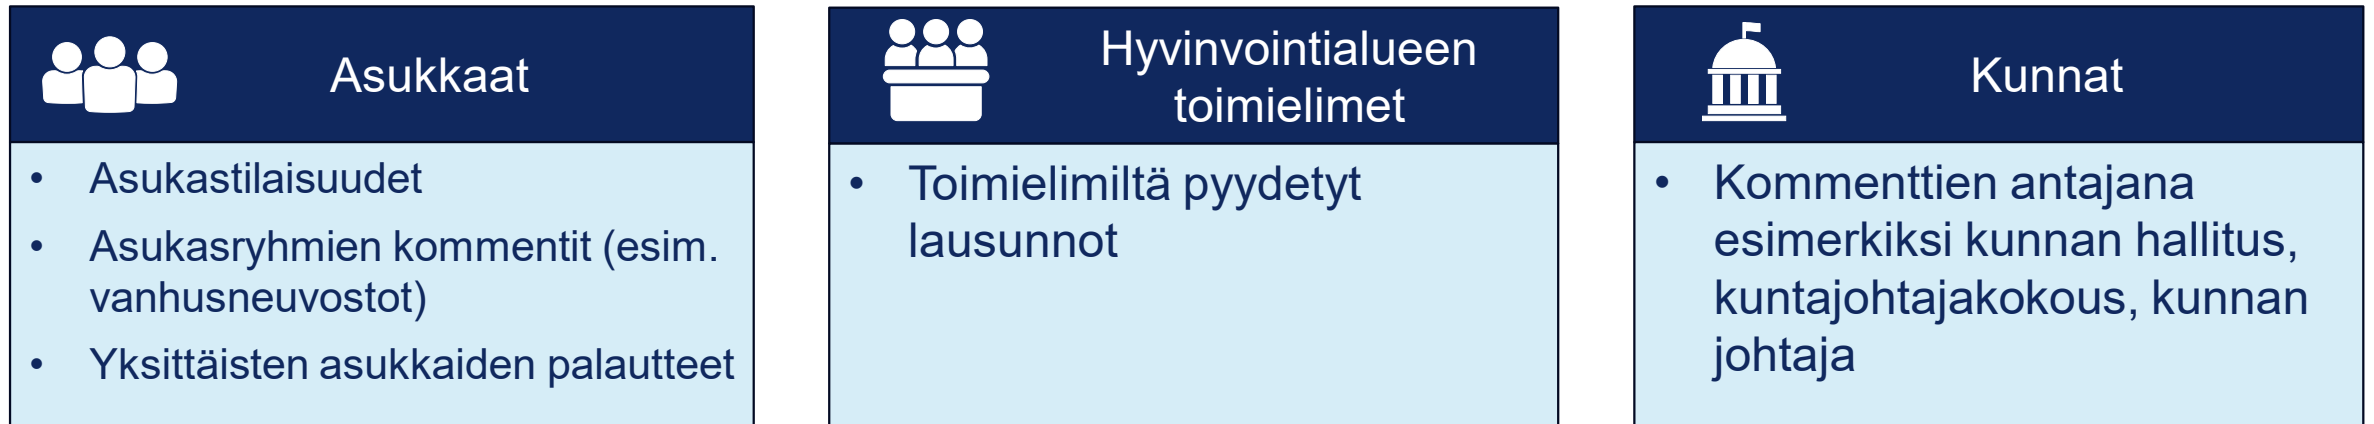 Asukkaat
• Asukastilaisuudet
• Asukasryhmien kommentit (esim.
vanhusneuvostot)
• Yksittäisten asukkaiden palautteet
Hyvinvointialueen
toimielimet
• Toimielimiltä pyydetyt
lausunnot
Kunnat
• Kommenttien antajana
esimerkiksi kunnan hallitus,
kuntajohtajakokous, kunnan
johtaja